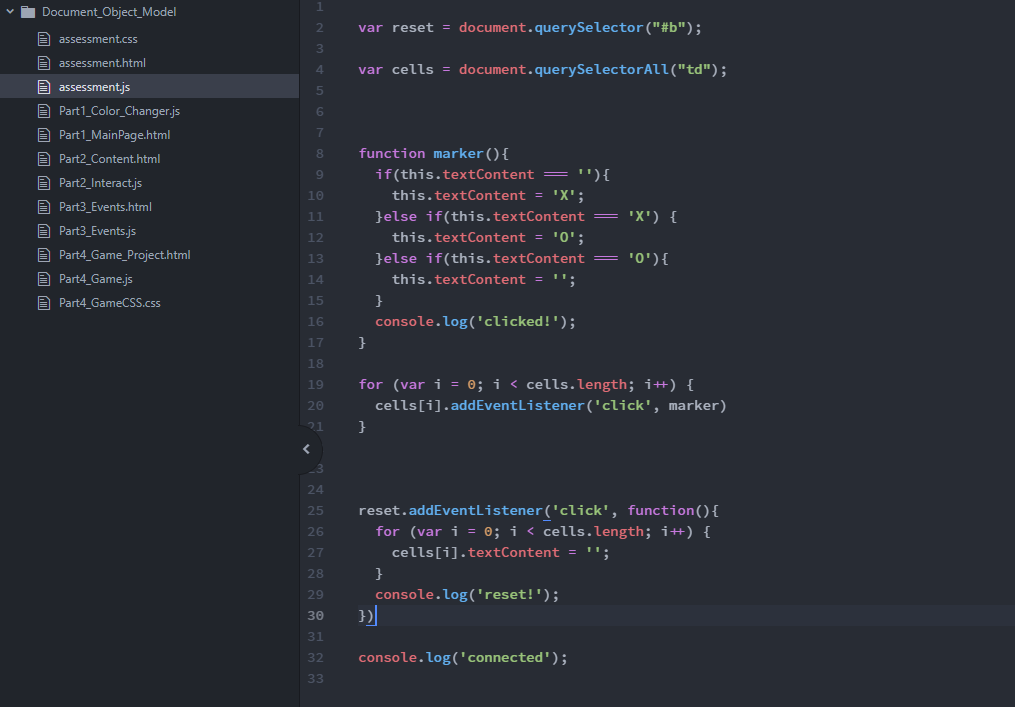 Document_Object_Model
assessment.css
assessment.html
assessment.js
Part1_Color_Changer.js
Part1_MainPage.html
Part2_Content.html
Part2_Interact.js
Part3_Events.html
Part3_Events.js
Part4_Game_Project.html
Part4_Game.js
Part4_GameCSS.css
1
2 var reset = document.querySelector("#b");
3
4 var cells = document.querySelectorAll("td");
5
6
7
8 function marker(){
9 if(this.textContent === ''){
10 this.textContent = 'X';
11 }else if(this.textContent === 'X') {
12 this.textContent = 'O';
13 }else if(this.textContent === 'O'){
14 this.textContent = '';
15 }
16 console.log('clicked!');
17 }
18
19 for (var i = 0; i < cells.length; i++) {
20 cells[i].addEventListener('click', marker)
21 }
23
24
25 reset.addEventListener('click', function(){
26 for (var i = 0; i < cells.length; i++) {
27 cells[i].textContent = '';
28 }
29 console.log('reset!');
30 })
31
32 console.log('connected');
33